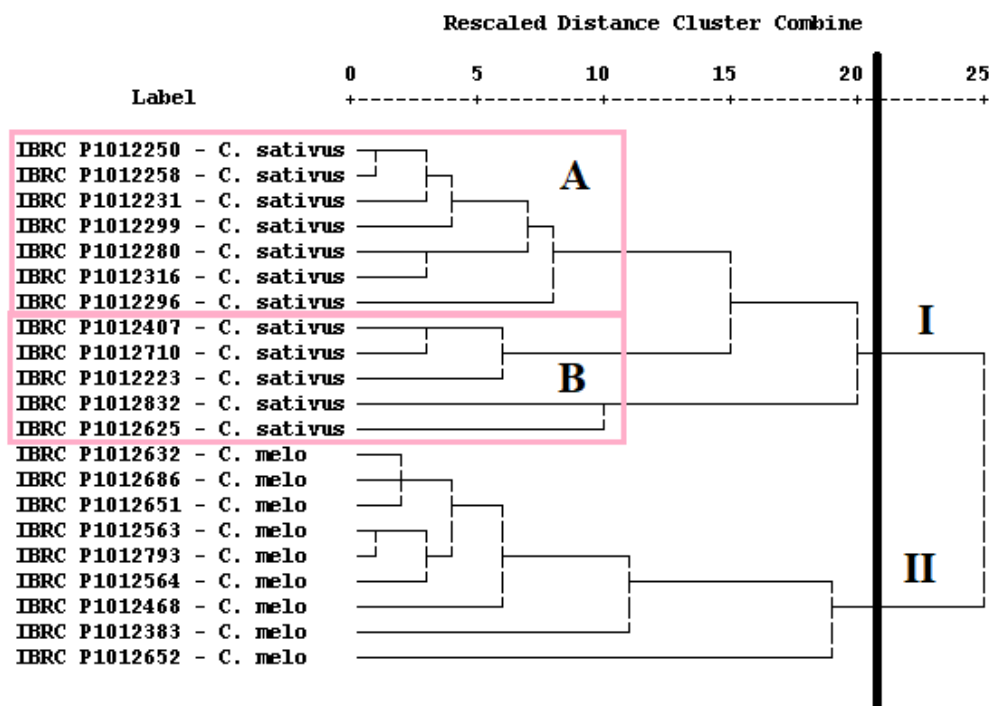 Rescaled Distance Cluster Combine
0 5 10 15 20 25
Label
IBRC P1012250 - C. sativus
IBRC P1012258 - C. sativus
A
IBRC P1012231 - C. sativus
IBRC P1012299 - C. sativus
IBRC P1012280 - C. sativus
IBRC P1012316 - C. sativus
IBRC P1012296 - C. sativus
I
IBRC P1012407 - C. sativus
IBRC P1012710 - C. sativus
IBRC P1012223 - C. sativus
B
IBRC P1012832 - C. sativus
IBRC P1012625 - C. sativus
IBRC P1012632 - C. melo
IBRC P1012686 - C. melo
IBRC P1012651 - C. melo
IBRC P1012563 - C. melo
IBRC P1012793 - C. melo
II
IBRC P1012564 - C. melo
IBRC P1012468 - C. melo
IBRC P1012383 - C. melo
IBRC P1012652 - C. melo